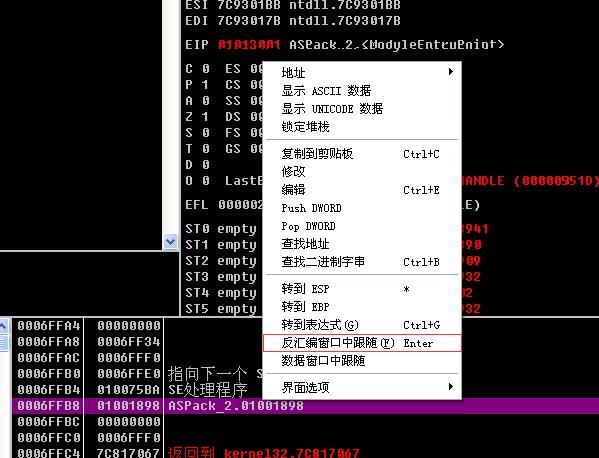 ESI 7C9301BB ntdll.7C9301BB
EDI 7C93017B ntdll.7C93017B
EIP 01013001 ASPack_2.<ModuleEntryPoint>
C 0 ES 00
P 1 CS 00
A 0 SS 00
Z 1 DS 00
S 0 FS 00
T 0 GS 00
D 0
O 0 LastE
HANDLE (0000051D)
EFL 000002
E)
ST0 empty
3941
ST1 empty
390
ST2 empty
909
ST3 empty
932
ST4 empty
02
ST5 empty
932
地址
显示 ASCII 数据
显示 UNICODE 数据
锁定堆栈
复制到剪贴板 Ctrl+C
修改
编辑 Ctrl+E
Push DWORD
Pop DWORD
查找地址
查找二进制字串 Ctrl+B
转到 ESP *
转到 EBP
转到表达式(G) Ctrl+G
反汇编窗口中跟随(F) Enter
数据窗口中跟随
界面选项
0006FFA4 00000000
0006FFA8 0006FF34
0006FFAC 0006FFF0
0006FFB0 0006FFE0 指向下一个 S
0006FFB4 010075BA SE处理程序
0006FFB8 01001898 ASPack_2.01001898
0006FFBC 00000000
0006FFC0 0006FFF0
0006FFC4 7C817067 返回到 kernel32.7C817067